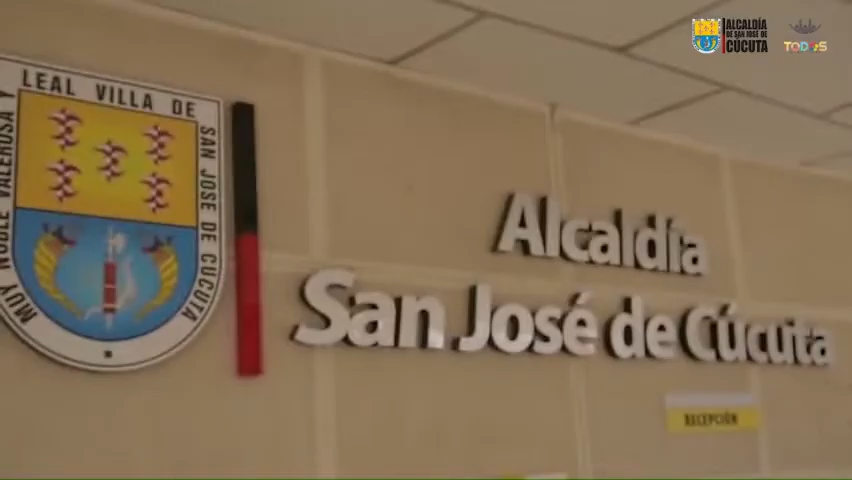 ALCALDÍA
DE SAN JOSÉ DE
CÚCUTA
TODOS
MUY NOBLE VALEROSA Y LEAL VILLA DE SAN JOSE DE CUCUTA
Alcaldía
San José de Cúcuta
RECEPCIÓN